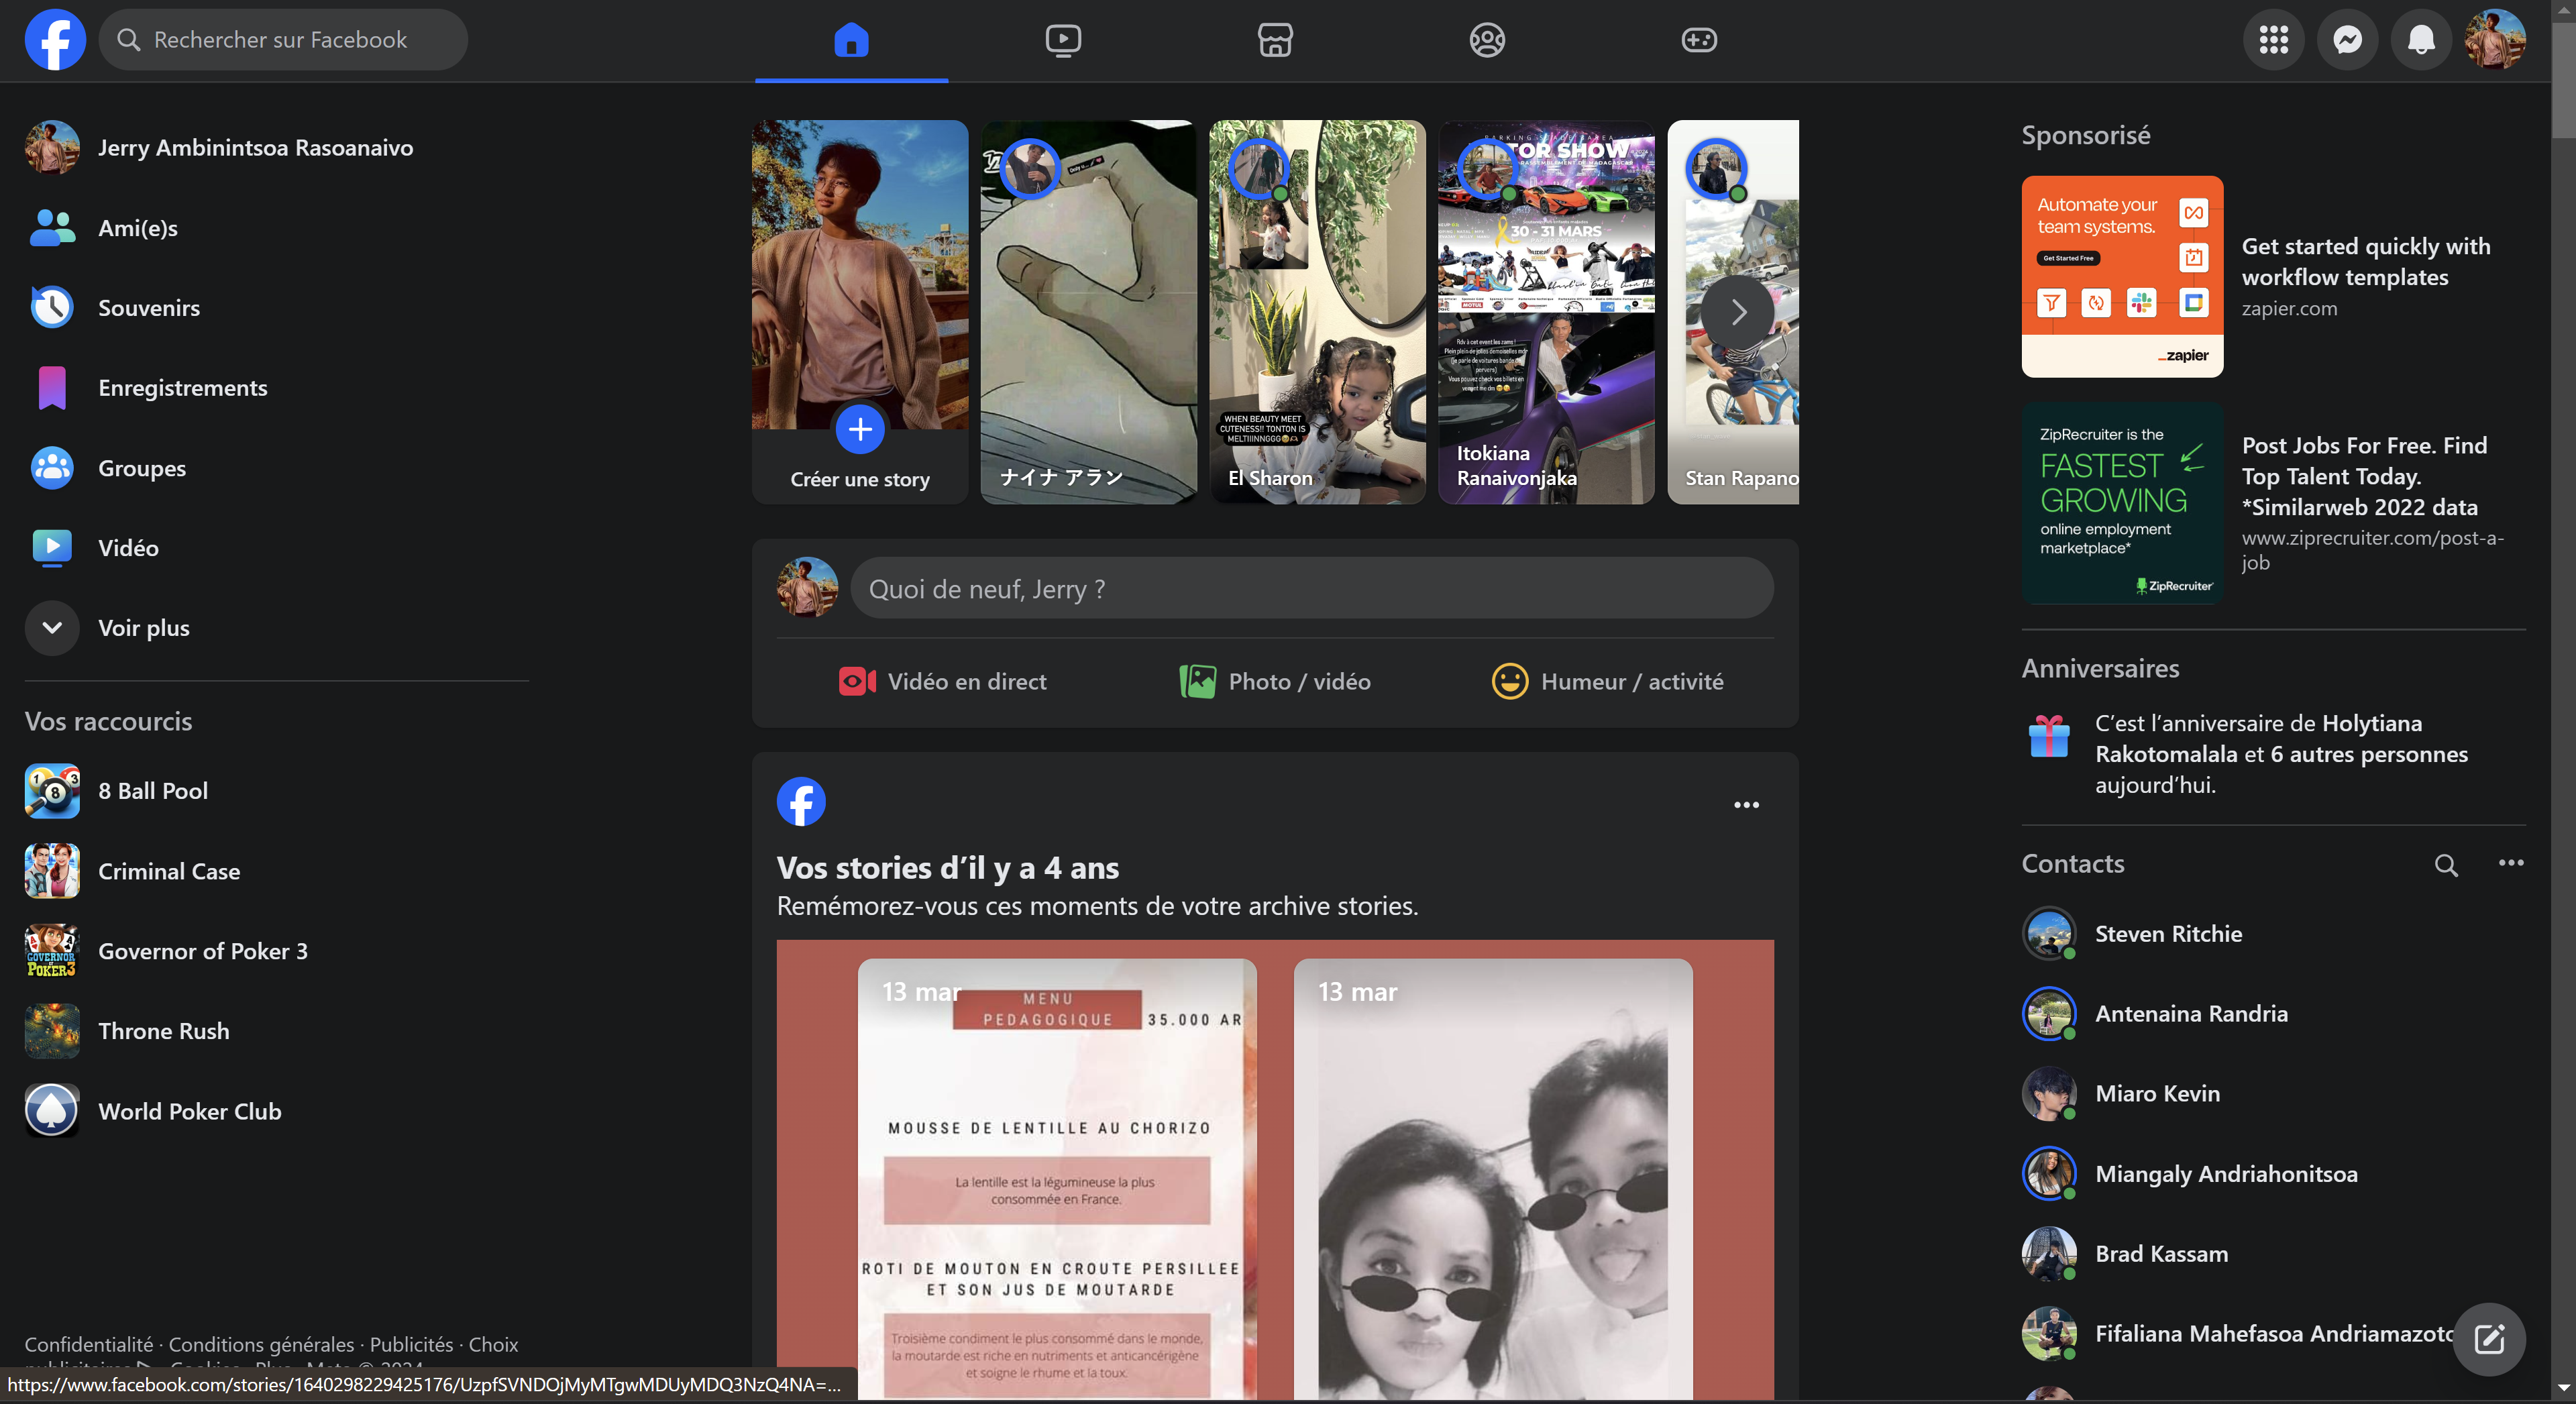 Rechercher sur Facebook
Jerry Ambinintsoa Rasoanaivo
Ami(e)s
Souvenirs
Enregistrements
Groupes
Vidéo
Voir plus
Vos raccourcis
8 Ball Pool
Criminal Case
Governor of Poker 3
Throne Rush
World Poker Club
Confidentialité · Conditions générales · Publicités · Choix
https://www.facebook.com/stories/1640298229425176/UzpfSVNDOjMyMTgwMDUyMDQ3NzQ4NA=...
Créer une story
ナイナ アラン
WHEN BEAUTY MEET
CUTENESS!! TONTON IS
MELTIIINNGGG
El Sharon
TOR SHOW
30 - 31 MARS
Itokiana
Ranaivonjaka
Stan Rapano
Quoi de neuf, Jerry ?
Vidéo en direct
Photo / vidéo
Humeur / activité
Vos stories d’il y a 4 ans
Remémorez-vous ces moments de votre archive stories.
13 mar
MENU
PEDAGOGIQUE 35.000 AR
MOUSSE DE LENTILLE AU CHORIZO
La lentille est la légumineuse la plus
consommée en France.
ROTI DE MOUTON EN CROUTE PERSILLEE
ET SON JUS DE MOUTARDE
Troisième condiment le plus consommé dans le monde,
la moutarde est riche en nutriments et anticancérigène
et soigne le rhume et la toux.
13 mar
Sponsorisé
Automate your
team systems.
Get Started Free
_zapier
Get started quickly with
workflow templates
zapier.com
ZipRecruiter is the
FASTEST
GROWING
online employment
marketplace*
ZipRecruiter
Post Jobs For Free. Find
Top Talent Today.
*Similarweb 2022 data
www.ziprecruiter.com/post-a-
job
Anniversaires
C’est l’anniversaire de Holytiana
Rakotomalala et 6 autres personnes
aujourd’hui.
Contacts
Steven Ritchie
Antenaina Randria
Miaro Kevin
Miangaly Andriahonitsoa
Brad Kassam
Fifaliana Mahefasoa Andriamazoto